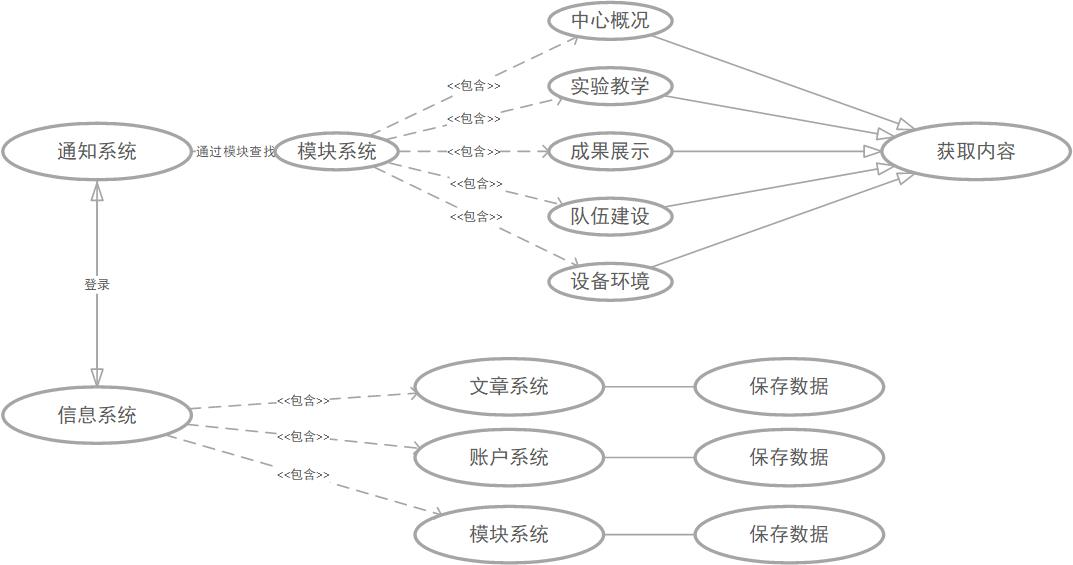 中心概况
<<包含>>
实验教学
<<包含>>
通知系统
通过模块查找
模块系统
<<包含>>
成果展示
获取内容
<<包含>>
队伍建设
<<包含>>
设备环境
登录
信息系统
<<包含>>
文章系统
保存数据
<<包含>>
账户系统
保存数据
<<包含>>
模块系统
保存数据